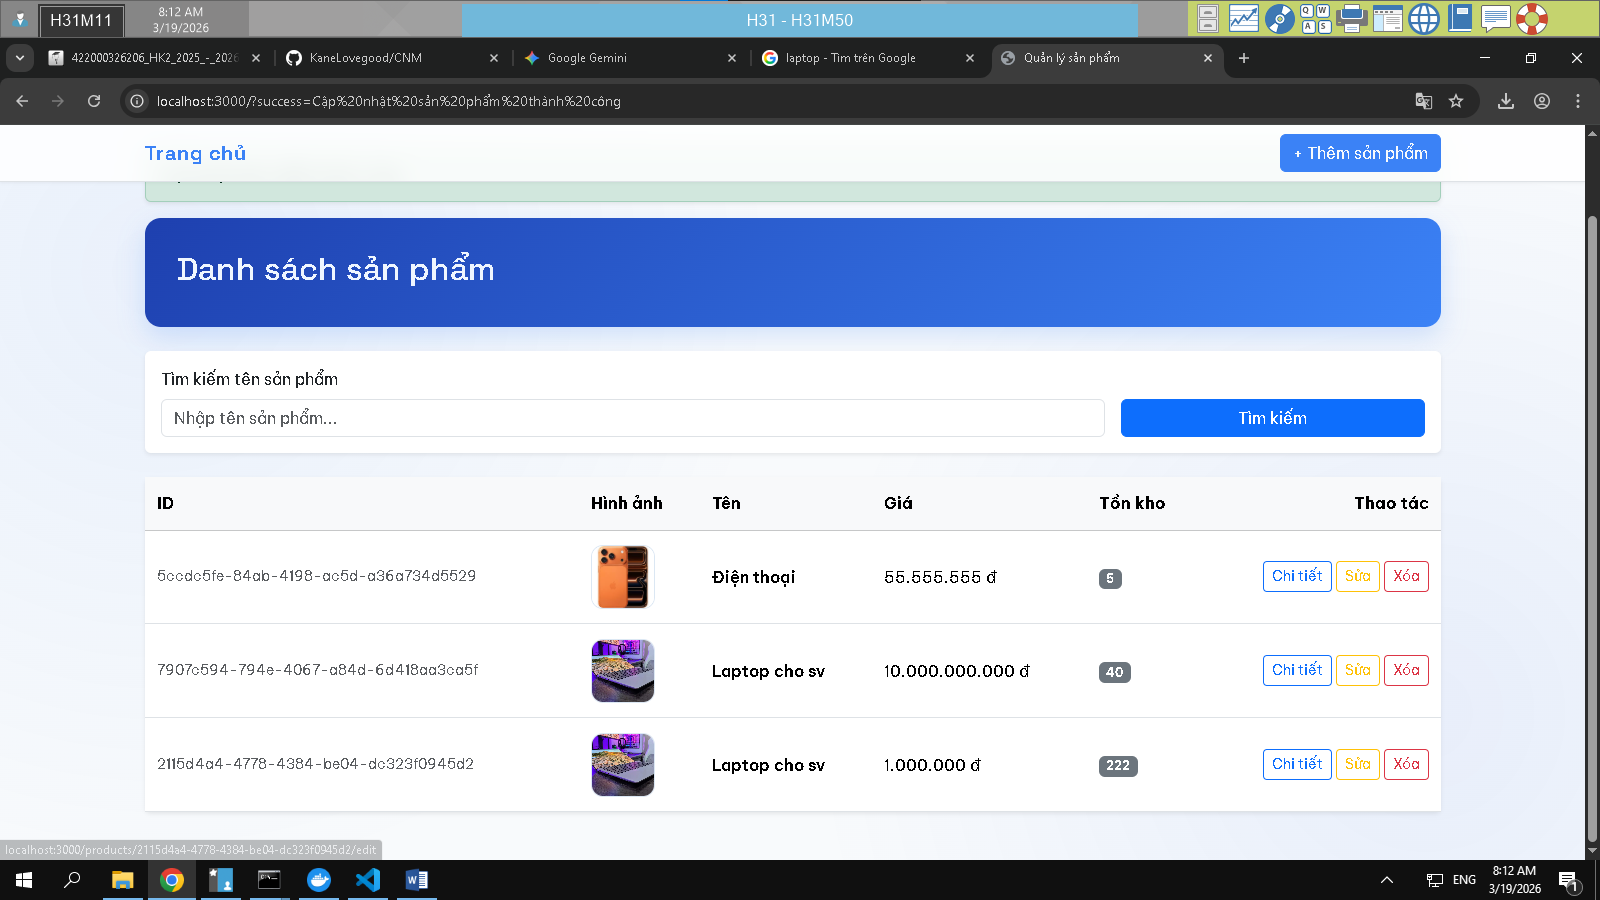 H31M11
8:12 AM
3/19/2026
H31 - H31M50
Q W
A S
422000326206_HK2_2025_-_2026
KaneLovegood/CNM
Google Gemini
laptop - Tìm trên Google
Quản lý sản phẩm
localhost:3000/?success=Cập%20nhật%20sản%20phẩm%20thành%20công
Trang chủ
+ Thêm sản phẩm
Danh sách sản phẩm
Tìm kiếm tên sản phẩm
Nhập tên sản phẩm...
Tìm kiếm
ID Hình ảnh Tên Giá Tồn kho Thao tác
5ccdc5fe-84ab-4198-ac5d-a36a734d5529 Điện thoại 55.555.555 đ 5 Chi tiết Sửa Xóa
7907c594-794e-4067-a84d-6d418aa3ca5f Laptop cho sv 10.000.000.000 đ 40 Chi tiết Sửa Xóa
2115d4a4-4778-4384-be04-dc323f0945d2 Laptop cho sv 1.000.000 đ 222 Chi tiết Sửa Xóa
localhost:3000/products/2115d4a4-4778-4384-be04-dc323f0945d2/edit
ENG
8:12 AM
3/19/2026
1